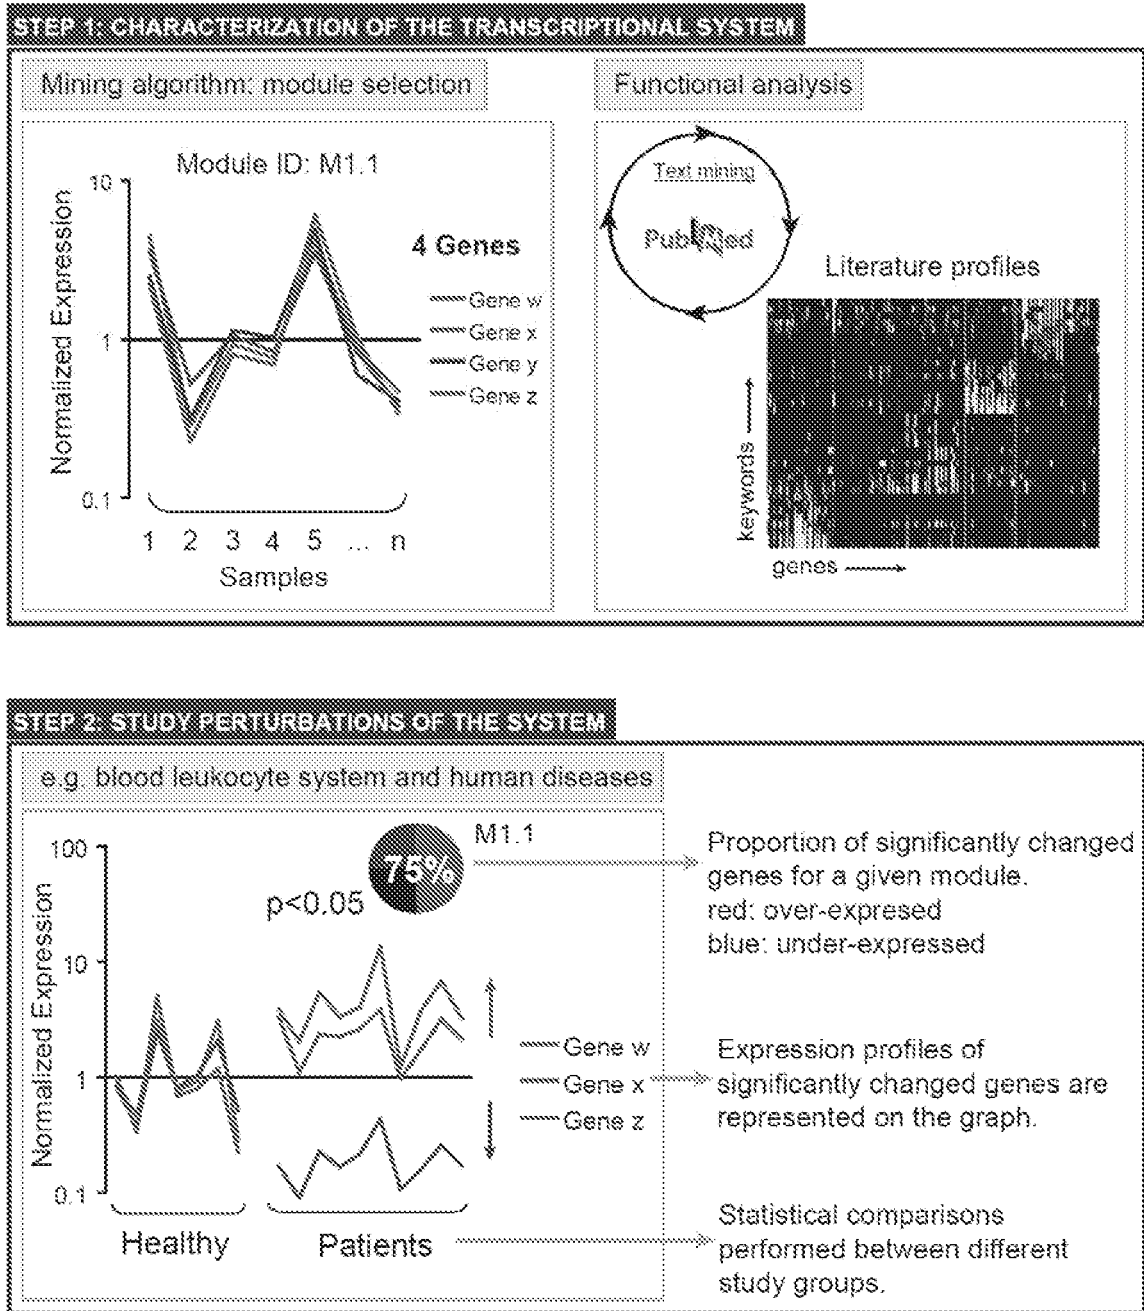 STEP 1: CHARACTERIZATION OF THE TRANSCRIPTIONAL SYSTEM
Mining algorithm: module selection
Module ID: M1.1
Normalized Expression
10
1
0.1
4 Genes
Gene w
Gene x
Gene y
Gene z
1 2 3 4 5 ... n
Samples
Functional analysis
Text mining
PubMed
Literature profiles
keywords
genes
STEP 2: STUDY PERTURBATIONS OF THE SYSTEM
e.g. blood leukocyte system and human diseases
Normalized Expression
100
10
1
0.1
75%
M1.1
p<0.05
Gene w
Gene x
Gene z
Healthy
Patients
Proportion of significantly changed
genes for a given module.
red: over-expresed
blue: under-expressed
Expression profiles of
significantly changed genes are
represented on the graph.
Statistical comparisons
performed between different
study groups.